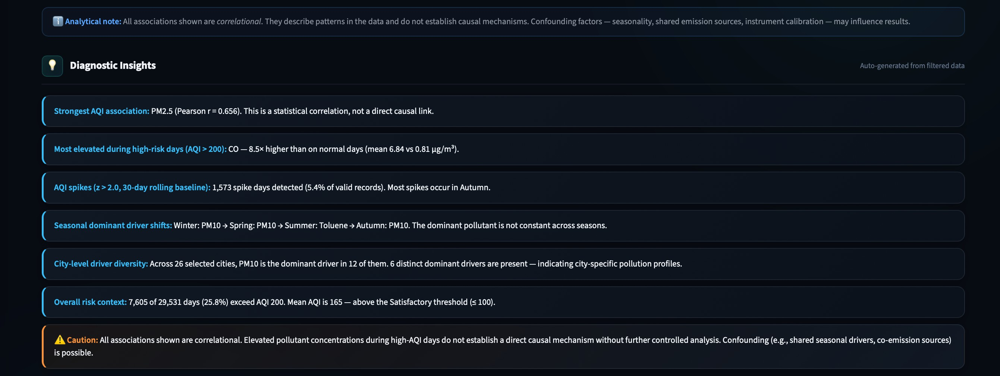 ℹ️ Analytical note: All associations shown are correlational. They describe patterns in the data and do not establish causal mechanisms. Confounding factors — seasonality, shared emission sources, instrument calibration — may influence results.
💡 Diagnostic Insights
Auto-generated from filtered data
Strongest AQI association: PM2.5 (Pearson r = 0.656). This is a statistical correlation, not a direct causal link.
Most elevated during high-risk days (AQI > 200): CO — 8.5× higher than on normal days (mean 6.84 vs 0.81 µg/m³).
AQI spikes (z > 2.0, 30-day rolling baseline): 1,573 spike days detected (5.4% of valid records). Most spikes occur in Autumn.
Seasonal dominant driver shifts: Winter: PM10 → Spring: PM10 → Summer: Toluene → Autumn: PM10. The dominant pollutant is not constant across seasons.
City-level driver diversity: Across 26 selected cities, PM10 is the dominant driver in 12 of them. 6 distinct dominant drivers are present — indicating city-specific pollution profiles.
Overall risk context: 7,605 of 29,531 days (25.8%) exceed AQI 200. Mean AQI is 165 — above the Satisfactory threshold (≤ 100).
⚠️ Caution: All associations shown are correlational. Elevated pollutant concentrations during high-AQI days do not establish a direct causal mechanism without further controlled analysis. Confounding (e.g., shared seasonal drivers, co-emission sources)
is possible.